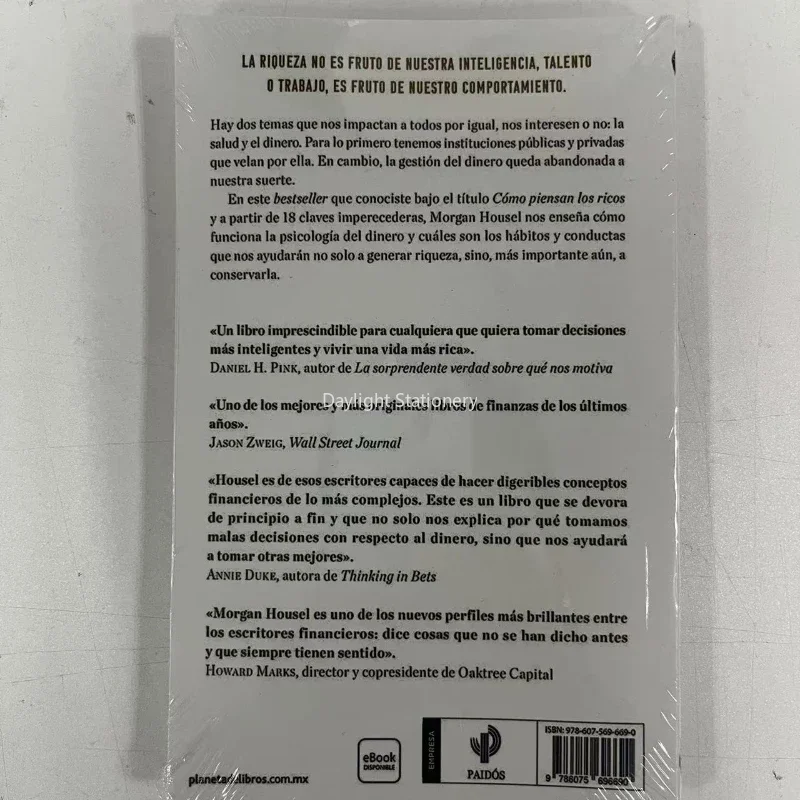 LA RIQUEZA NO ES FRUTO DE NUESTRA INTELIGENCIA, TALENTO
O TRABAJO, ES FRUTO DE NUESTRO COMPORTAMIENTO.
Hay dos temas que nos impactan a todos por igual, nos interesen o no: la
salud y el dinero. Para lo primero tenemos instituciones públicas y privadas
que velan por ella. En cambio, la gestión del dinero queda abandonada a
nuestra suerte.
En este bestseller que conociste bajo el título Cómo piensan los ricos
y a partir de 18 claves imperecederas, Morgan Housel nos enseña cómo
funciona la psicología del dinero y cuáles son los hábitos y conductas
que nos ayudarán no solo a generar riqueza, sino, más importante aún, a
conservarla.
«Un libro imprescindible para cualquiera que quiera tomar decisiones
más inteligentes y vivir una vida más rica».
DANIEL H. PINK, autor de La sorprendente verdad sobre qué nos motiva
Daylight Stationery
«Uno de los mejores y más originales libros de finanzas de los últimos
años».
JASON ZWEIG, Wall Street Journal
«Housel es de esos escritores capaces de hacer digeribles conceptos
financieros de lo más complejos. Este es un libro que se devora
de principio a fin y que no solo nos explica por qué tomamos
malas decisiones con respecto al dinero, sino que nos ayudará
a tomar otras mejores».
ANNIE DUKE, autora de Thinking in Bets
«Morgan Housel es uno de los nuevos perfiles más brillantes entre
los escritores financieros: dice cosas que no se han dicho antes
y que siempre tienen sentido».
HOWARD MARKS, director y copresidente de Oaktree Capital
planetadelibros.com.mx
eBook
DISPONIBLE
EMPRESA
PAIDÓS
ISBN: 978-607-569-669-0
9 786075 696690